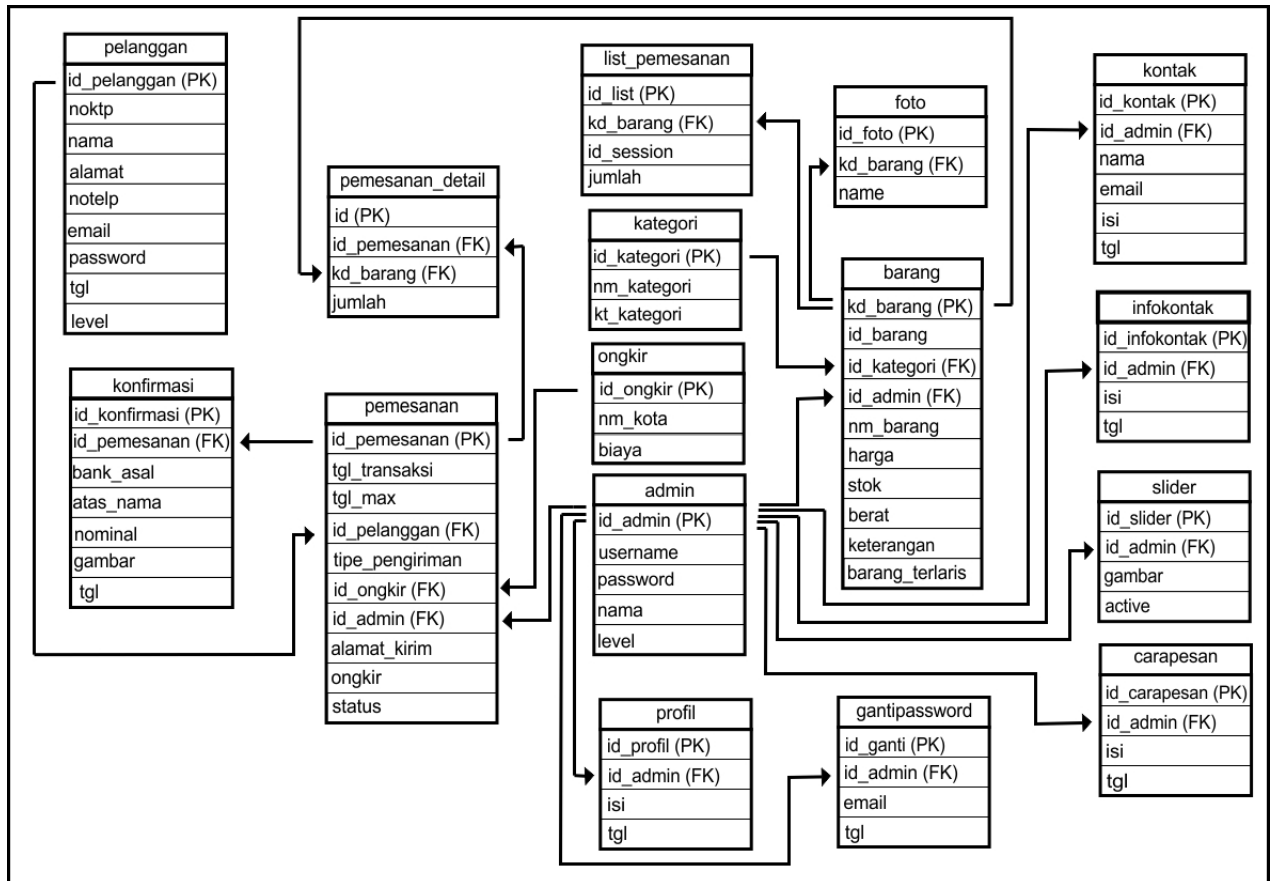 pelanggan
id_pelanggan (PK)
noktp
nama
alamat
notelp
email
password
tgl
level
konfirmasi
id_konfirmasi (PK)
id_pemesanan (FK)
bank_asal
atas_nama
nominal
gambar
tgl
pemesanan_detail
id (PK)
id_pemesanan (FK)
kd_barang (FK)
jumlah
pemesanan
id_pemesanan (PK)
tgl_transaksi
tgl_max
id_pelanggan (FK)
tipe_pengiriman
id_ongkir (FK)
id_admin (FK)
alamat_kirim
ongkir
status
list_pemesanan
id_list (PK)
kd_barang (FK)
id_session
jumlah
kategori
id_kategori (PK)
nm_kategori
kt_kategori
ongkir
id_ongkir (PK)
nm_kota
biaya
admin
id_admin (PK)
username
password
nama
level
profil
id_profil (PK)
id_admin (FK)
isi
tgl
foto
id_foto (PK)
kd_barang (FK)
name
barang
kd_barang (PK)
id_barang
id_kategori (FK)
id_admin (FK)
nm_barang
harga
stok
berat
keterangan
barang_terlaris
gantipassword
id_ganti (PK)
id_admin (FK)
email
tgl
kontak
id_kontak (PK)
id_admin (FK)
nama
email
isi
tgl
infokontak
id_infokontak (PK)
id_admin (FK)
isi
tgl
slider
id_slider (PK)
id_admin (FK)
gambar
active
carapesan
id_carapesan (PK)
id_admin (FK)
isi
tgl